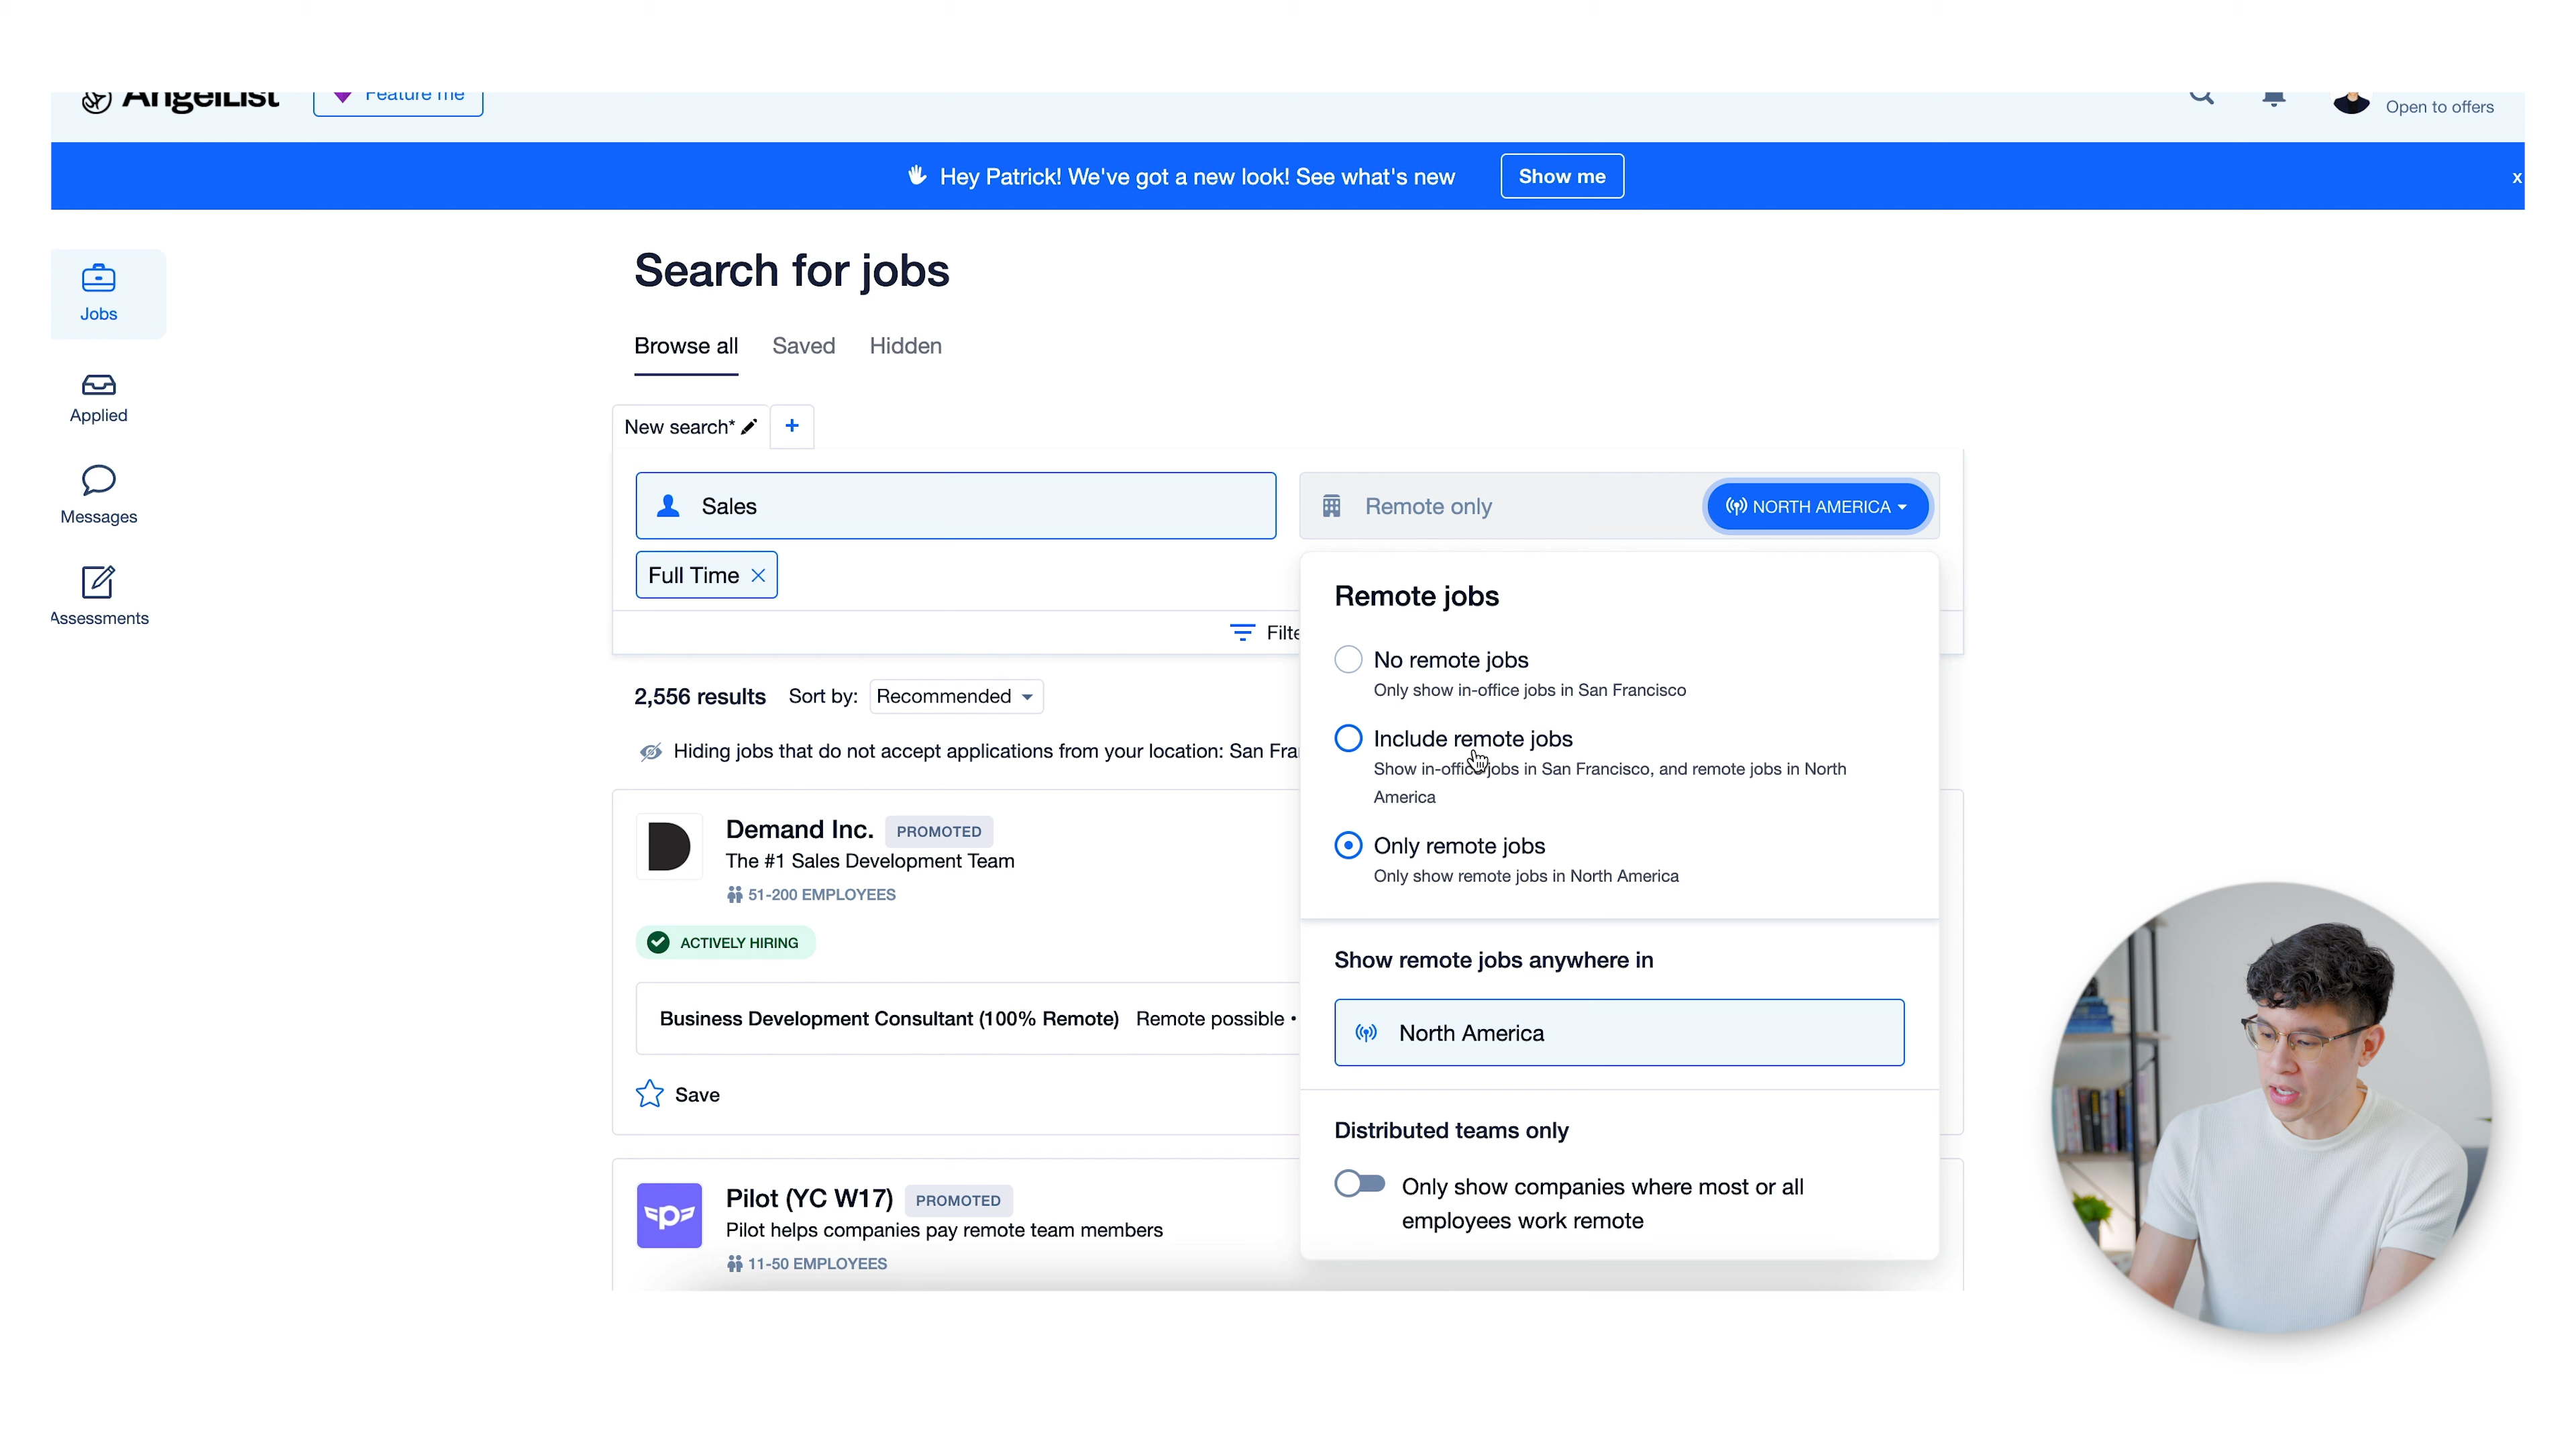 AngelList
Feature me
Open to offers
Hey Patrick! We've got a new look! See what's new
Show me
x
Jobs
Applied
Messages
Assessments
Search for jobs
Browse all
Saved
Hidden
New search*
+
Sales
Remote only
NORTH AMERICA
Full Time
Filte
2,556 results
Sort by:
Recommended
Hiding jobs that do not accept applications from your location: San Fra
Demand Inc.
PROMOTED
The #1 Sales Development Team
51-200 EMPLOYEES
ACTIVELY HIRING
Business Development Consultant (100% Remote)
Remote possible •
Save
Pilot (YC W17)
PROMOTED
Pilot helps companies pay remote team members
11-50 EMPLOYEES
Remote jobs
No remote jobs
Only show in-office jobs in San Francisco
Include remote jobs
Show in-office jobs in San Francisco, and remote jobs in North
America
Only remote jobs
Only show remote jobs in North America
Show remote jobs anywhere in
North America
Distributed teams only
Only show companies where most or all
employees work remote